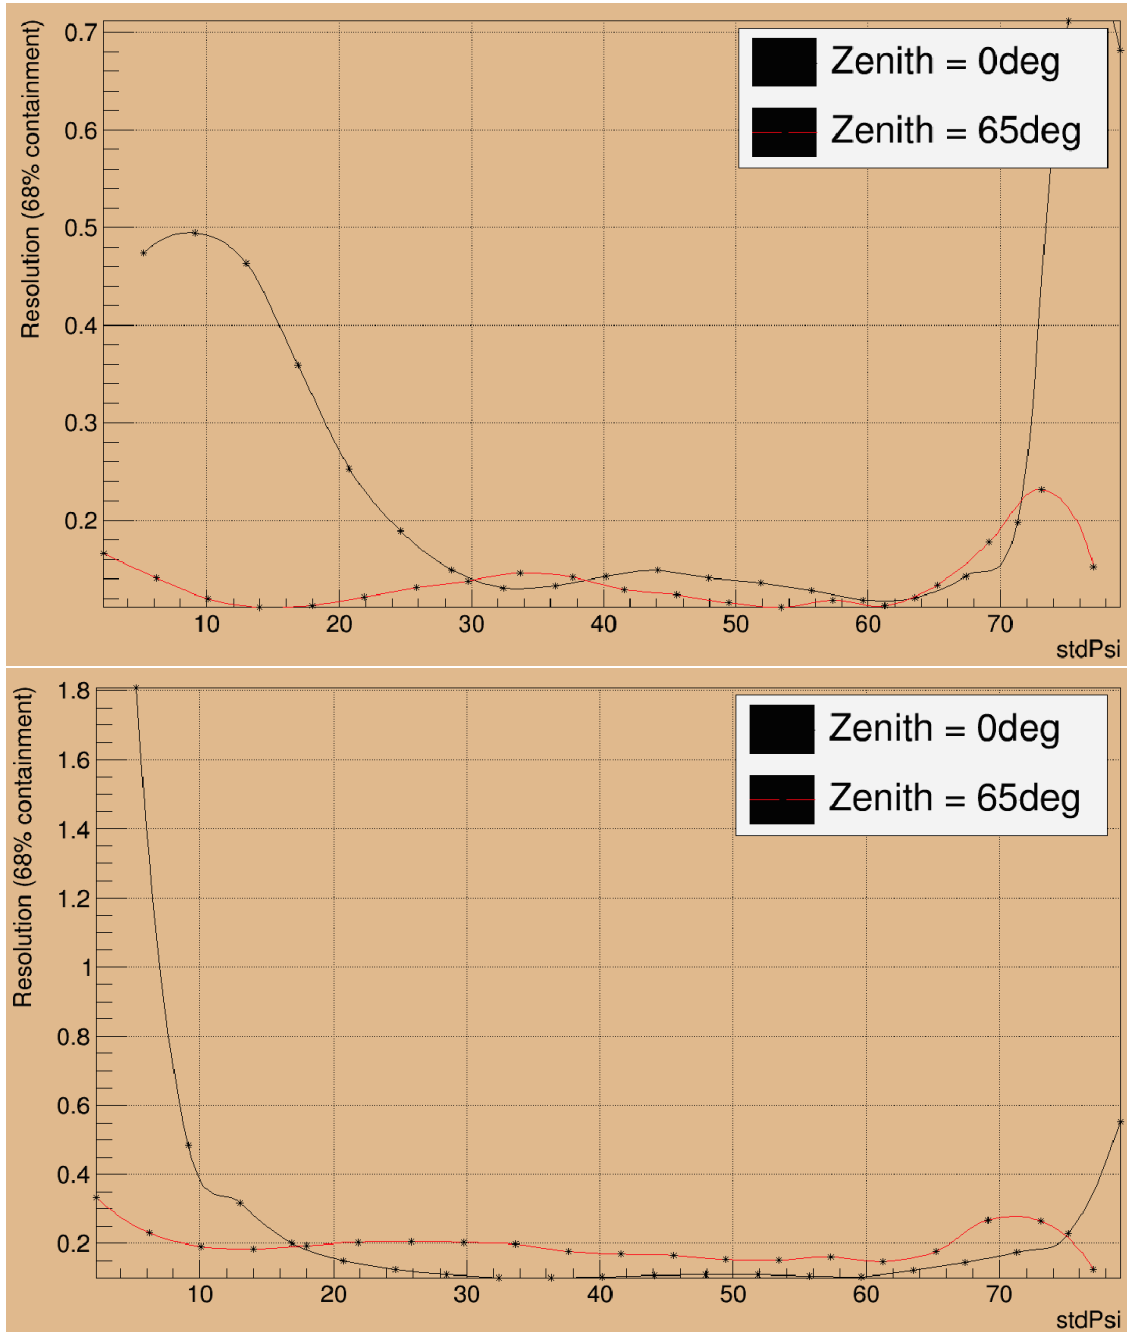 Resolution (68% containment)
0.7
0.6
0.5
0.4
0.3
0.2
Zenith = 0deg
Zenith = 65deg
10 20 30 40 50 60 70
stdPsi
Resolution (68% containment)
1.8
1.6
1.4
1.2
1
0.8
0.6
0.4
0.2
Zenith = 0deg
Zenith = 65deg
10 20 30 40 50 60 70
stdPsi